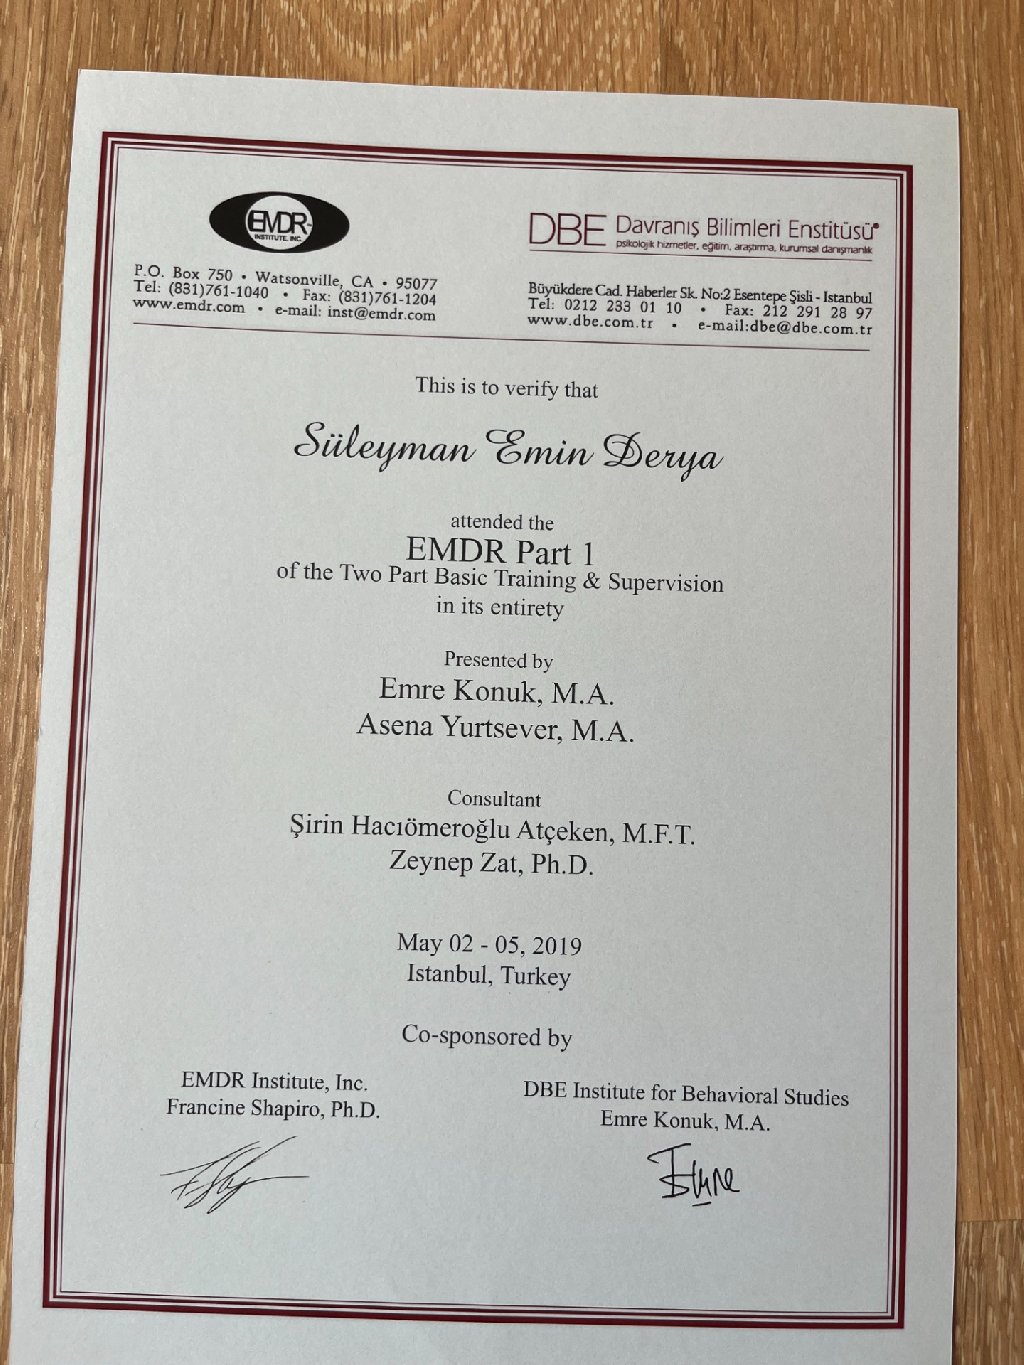 EMDR
INSTITUTE, INC.
P.O. Box 750 • Watsonville, CA • 95077
Tel: (831)761-1040 • Fax: (831)761-1204
www.emdr.com • e-mail: inst@emdr.com
DBE Davranış Bilimleri Enstitüsü®
psikolojik hizmetler, eğitim, araştırma, kurumsal danışmanlık
Büyükdere Cad. Haberler Sk. No:2 Esentepe Şisli - Istanbul
Tel: 0212 233 01 10 • Fax: 212 291 28 97
www.dbe.com.tr • e-mail:dbe@dbe.com.tr
This is to verify that
Süleyman Emin Derya
attended the
EMDR Part 1
of the Two Part Basic Training & Supervision
in its entirety
Presented by
Emre Konuk, M.A.
Asena Yurtsever, M.A.
Consultant
Şirin Hacıömeroğlu Atçeken, M.F.T.
Zeynep Zat, Ph.D.
May 02 - 05, 2019
Istanbul, Turkey
Co-sponsored by
EMDR Institute, Inc.
Francine Shapiro, Ph.D.
DBE Institute for Behavioral Studies
Emre Konuk, M.A.